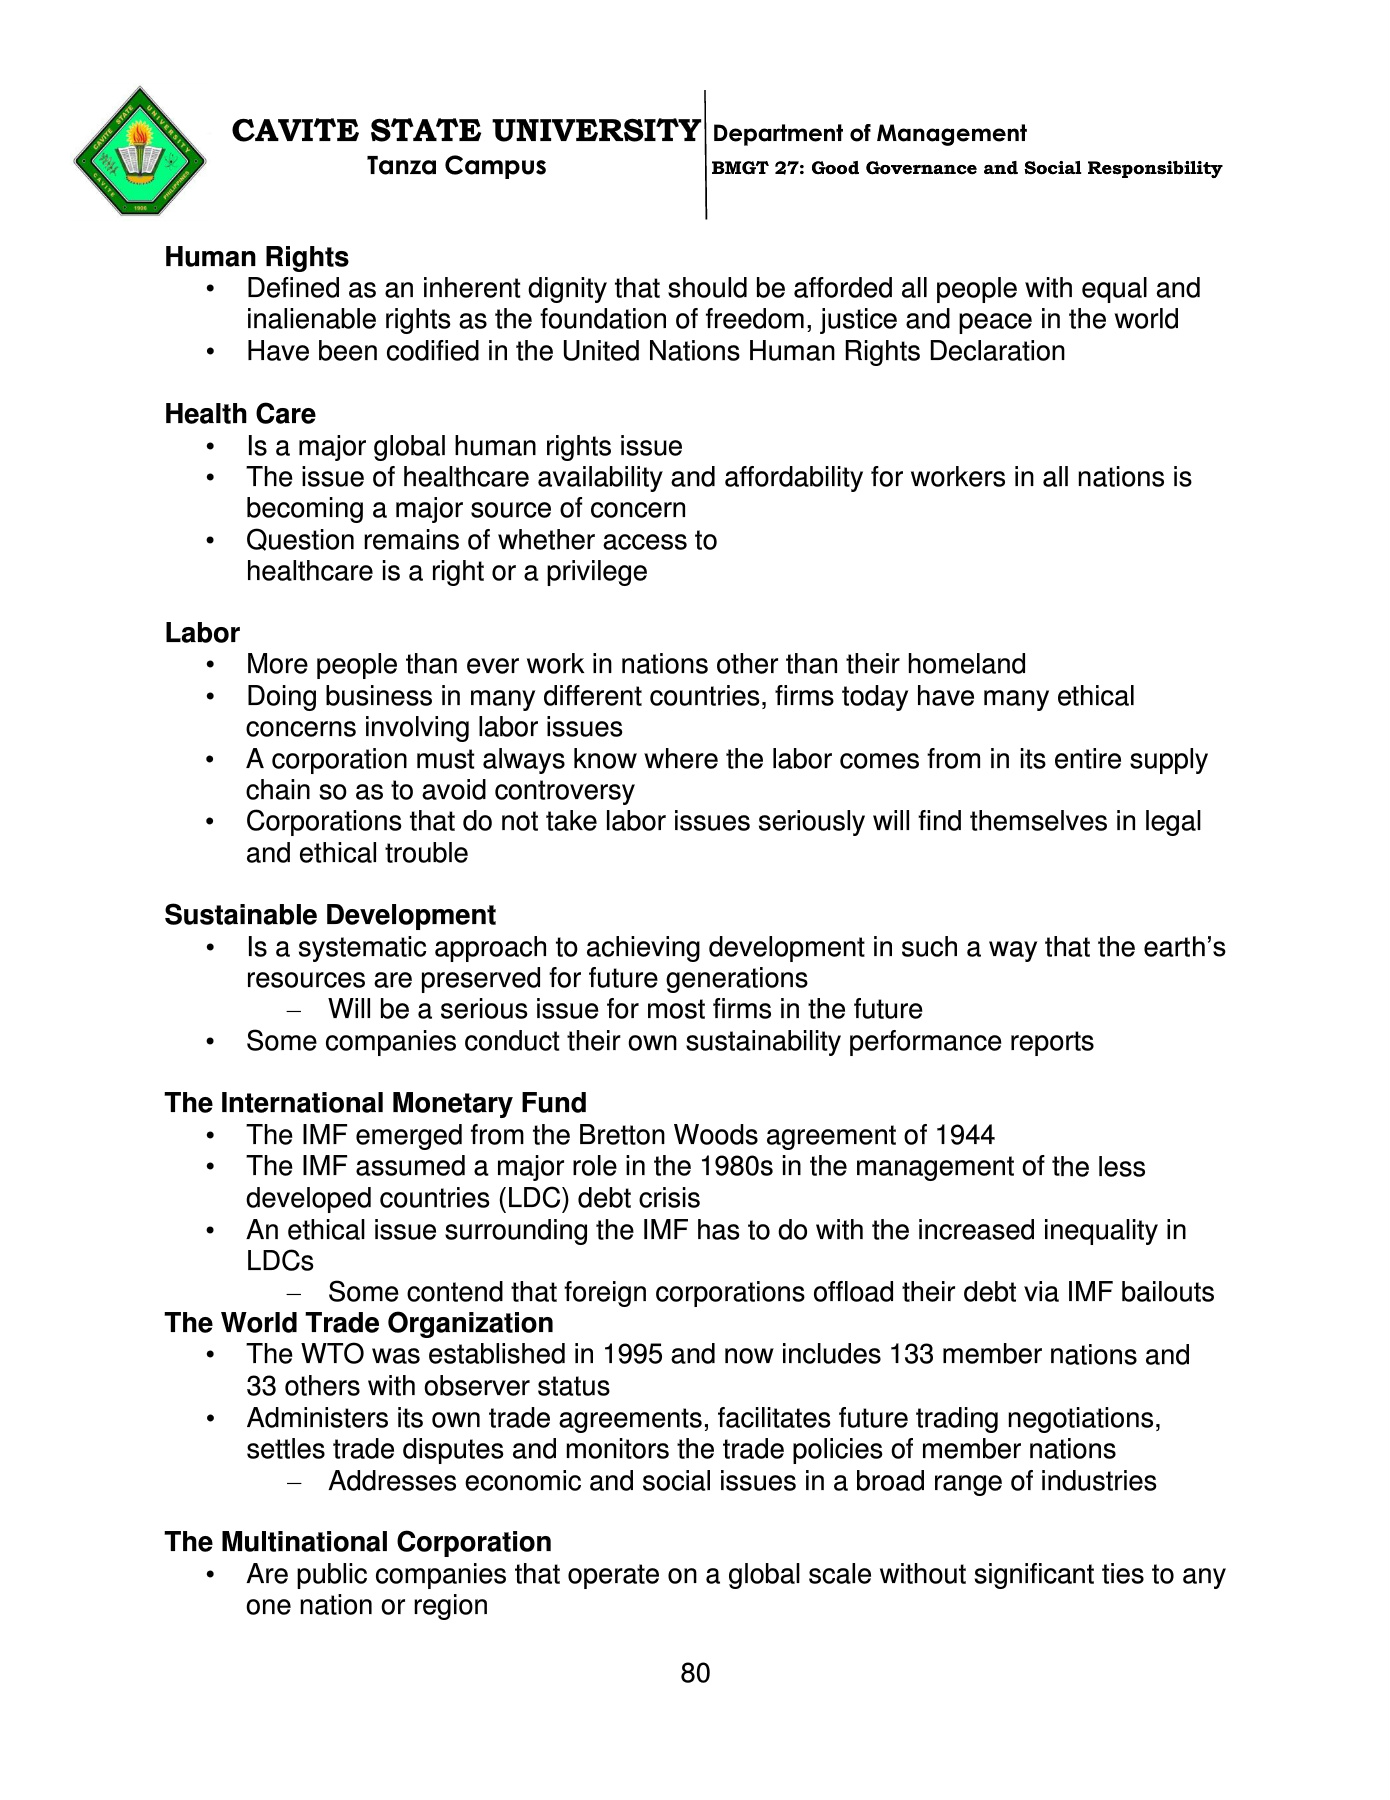 CAVITE STATE UNIVERSITY
Tanza Campus
Department of Management
BMGT 27: Good Governance and Social Responsibility
CAVITE STATE UNIVERSITY
CAVITE
PHILIPPINES
1906
Human Rights
• Defined as an inherent dignity that should be afforded all people with equal and
inalienable rights as the foundation of freedom, justice and peace in the world
• Have been codified in the United Nations Human Rights Declaration
Health Care
• Is a major global human rights issue
• The issue of healthcare availability and affordability for workers in all nations is
becoming a major source of concern
• Question remains of whether access to
healthcare is a right or a privilege
Labor
• More people than ever work in nations other than their homeland
• Doing business in many different countries, firms today have many ethical
concerns involving labor issues
• A corporation must always know where the labor comes from in its entire supply
chain so as to avoid controversy
• Corporations that do not take labor issues seriously will find themselves in legal
and ethical trouble
Sustainable Development
• Is a systematic approach to achieving development in such a way that the earth’s
resources are preserved for future generations
– Will be a serious issue for most firms in the future
• Some companies conduct their own sustainability performance reports
The International Monetary Fund
• The IMF emerged from the Bretton Woods agreement of 1944
• The IMF assumed a major role in the 1980s in the management of the less
developed countries (LDC) debt crisis
• An ethical issue surrounding the IMF has to do with the increased inequality in
LDCs
– Some contend that foreign corporations offload their debt via IMF bailouts
The World Trade Organization
• The WTO was established in 1995 and now includes 133 member nations and
33 others with observer status
• Administers its own trade agreements, facilitates future trading negotiations,
settles trade disputes and monitors the trade policies of member nations
– Addresses economic and social issues in a broad range of industries
The Multinational Corporation
• Are public companies that operate on a global scale without significant ties to any
one nation or region
80